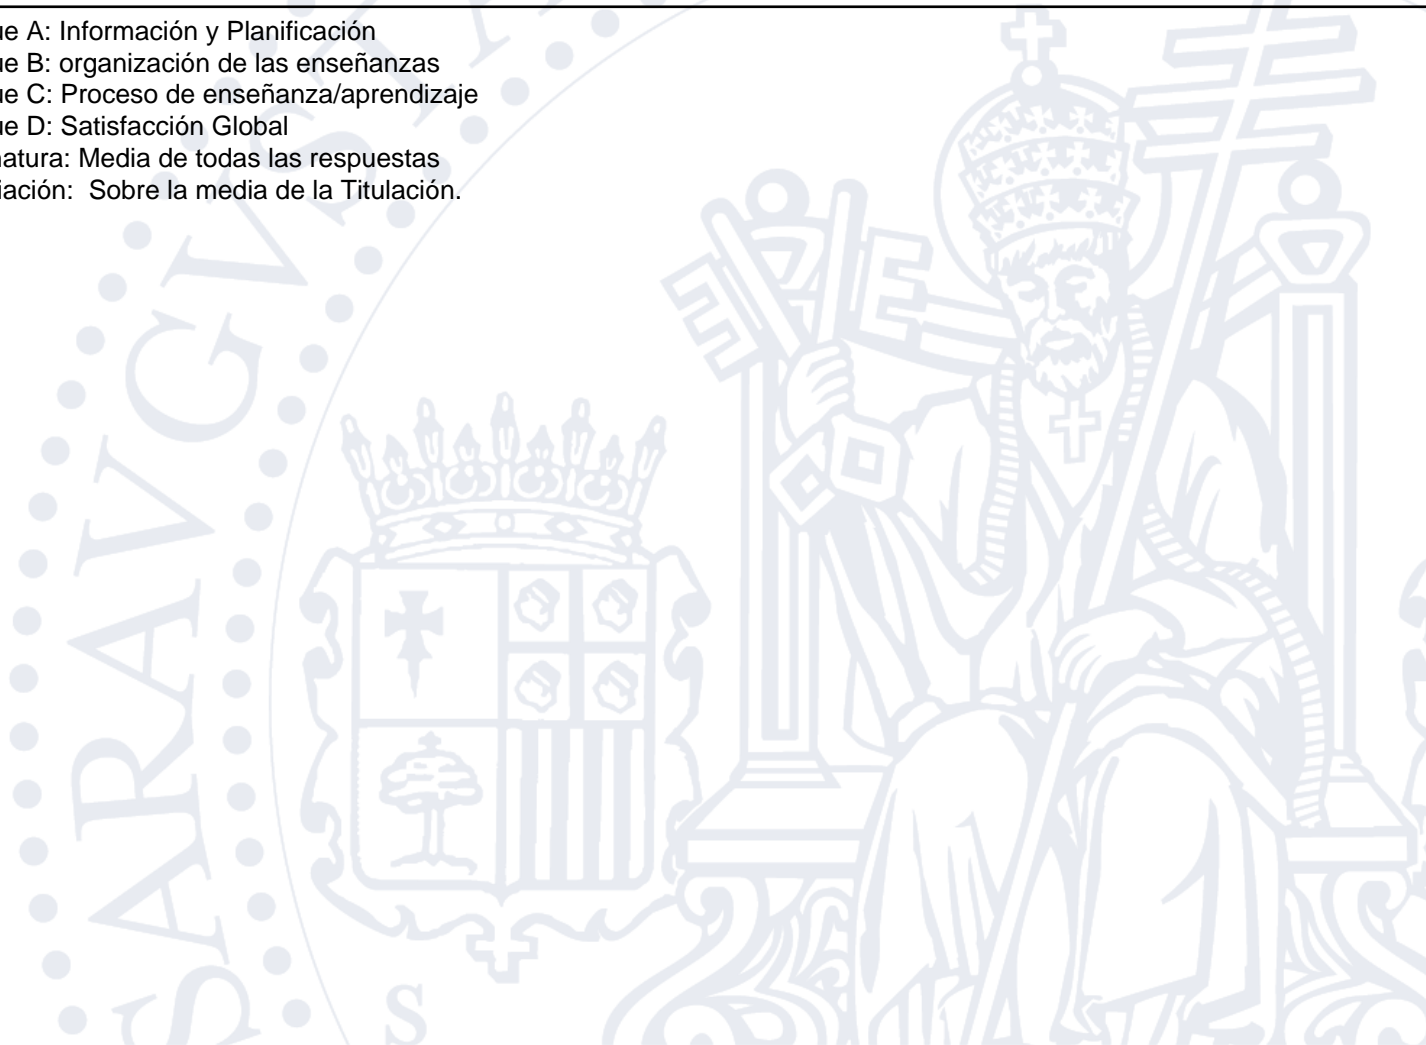 ue A: Información y Planificación
ue B: organización de las enseñanzas
ue C: Proceso de enseñanza/aprendizaje
ue D: Satisfacción Global
natura: Media de todas las respuestas
iación: Sobre la media de la Titulación.
SARAVGVSTA
S